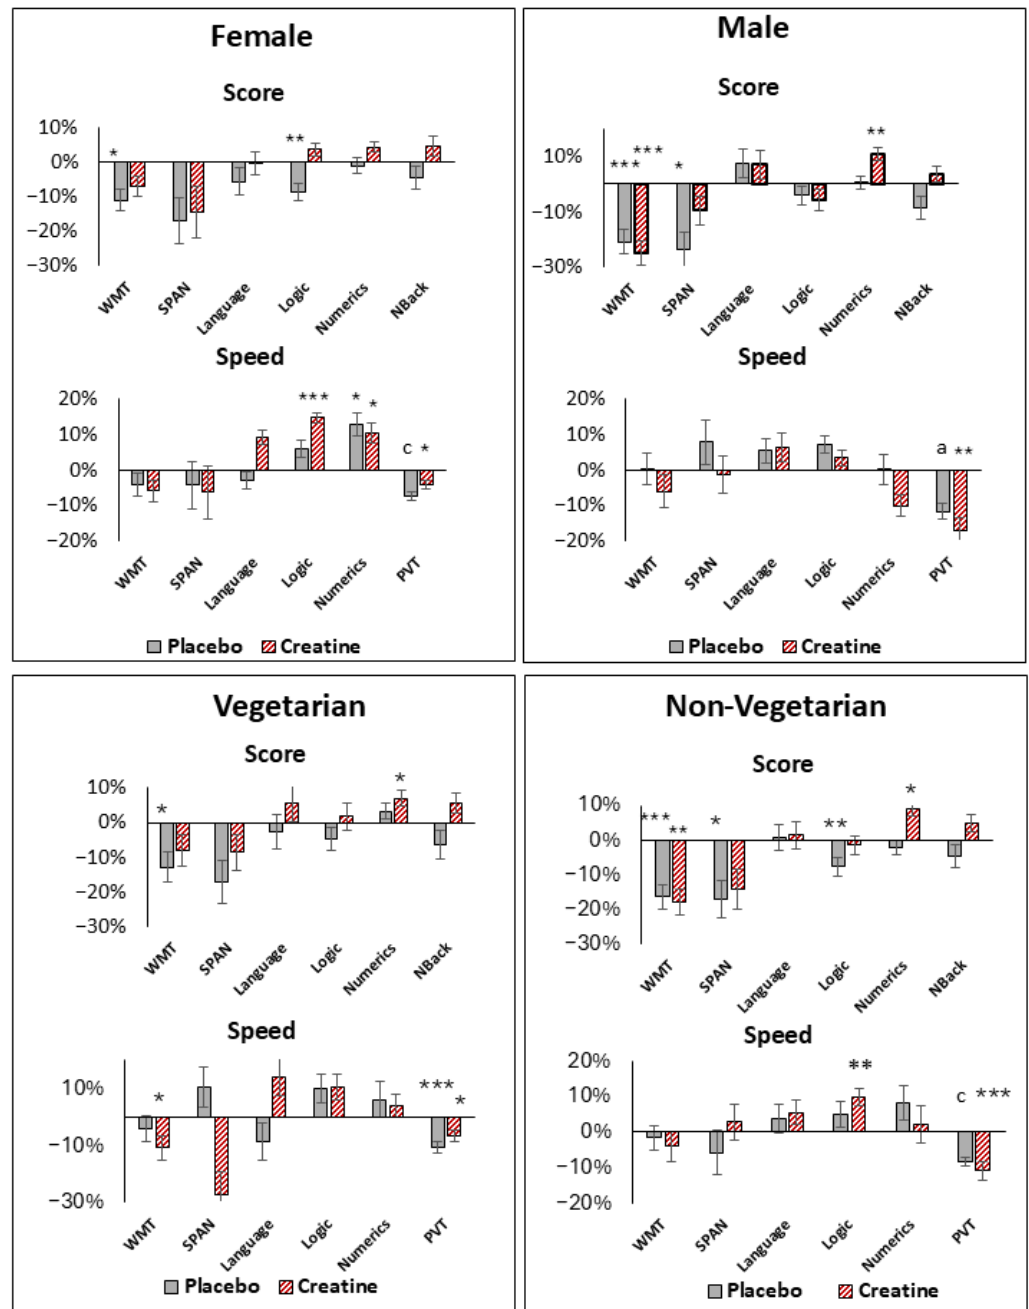 Female
Score
*
**
10%
0%
−10%
−20%
−30%
WMT
SPAN
Language
Logic
Numerics
NBack
Speed
***
*
*
c
*
20%
10%
0%
−10%
−20%
WMT
SPAN
Language
Logic
Numerics
PVT
Placebo
Creatine
Male
Score
***
***
*
**
10%
−10%
−30%
WMT
SPAN
Language
Logic
Numerics
NBack
Speed
a
**
20%
10%
0%
−10%
−20%
WMT
SPAN
Language
Logic
Numerics
PVT
Placebo
Creatine
Vegetarian
Score
*
*
10%
0%
−10%
−20%
−30%
WMT
SPAN
Language
Logic
Numerics
NBack
Speed
*
***
*
10%
−10%
−30%
WMT
SPAN
Language
Logic
Numerics
PVT
Placebo
Creatine
Non-Vegetarian
Score
***
**
*
**
*
10%
0%
−10%
−20%
−30%
WMT
SPAN
Language
Logic
Numerics
NBack
Speed
**
c
***
20%
10%
0%
−10%
−20%
WMT
SPAN
Language
Logic
Numerics
PVT
Placebo
Creatine